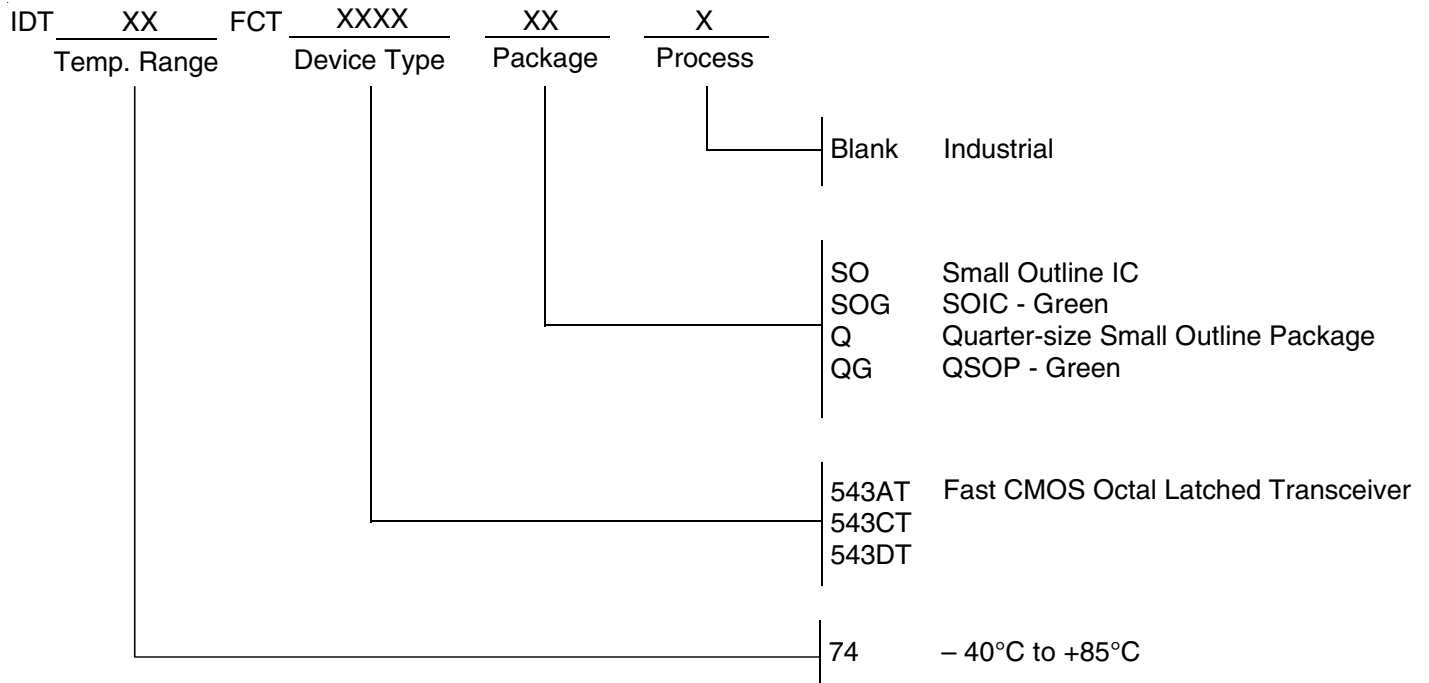 IDT XX FCT XXXX XX X
Temp. Range Device Type Package Process
Blank Industrial
SO Small Outline IC
SOG SOIC - Green
Q Quarter-size Small Outline Package
QG QSOP - Green
543AT Fast CMOS Octal Latched Transceiver
543CT
543DT
74 – 40°C to +85°C